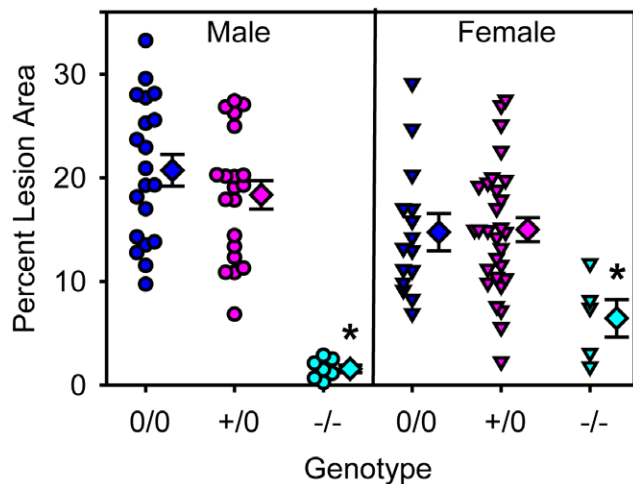 Male Female
Percent Lesion Area
30
20
10
0
*
*
0/0 +/0 -/- 0/0 +/0 -/-
Genotype